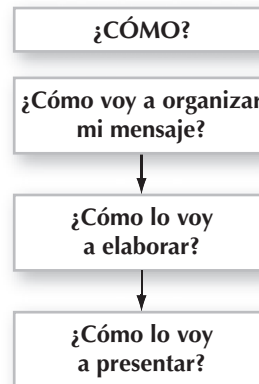 ¿CÓMO?
¿Cómo voy a organizar
mi mensaje?
¿Cómo lo voy
a elaborar?
¿Cómo lo voy
a presentar?